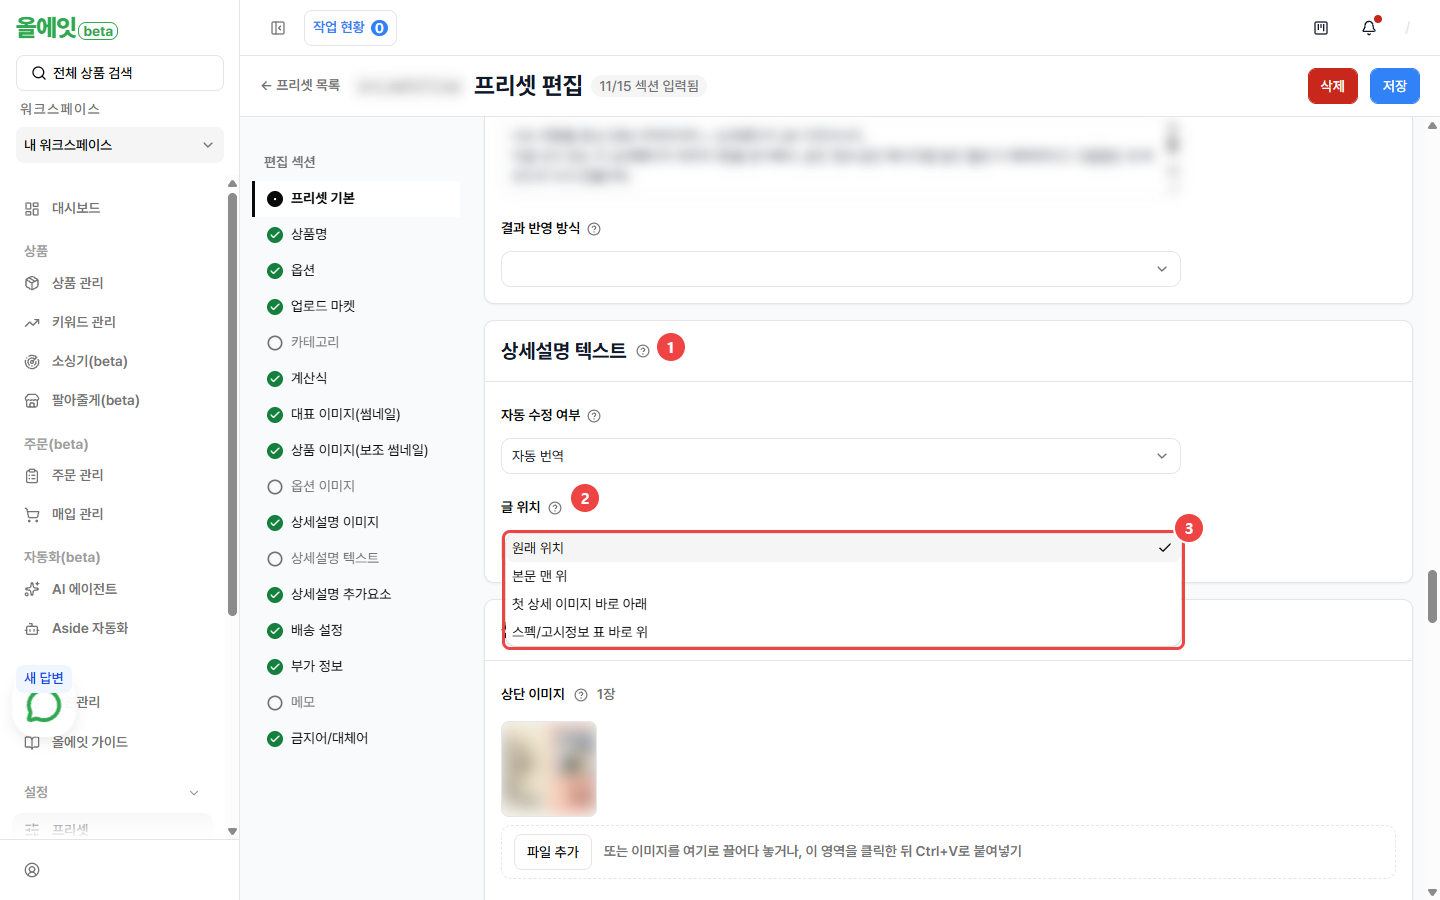 올에잇 beta
전체 상품 검색
워크스페이스
내 워크스페이스
대시보드
상품
상품 관리
키워드 관리
소싱기(beta)
팔아줄게(beta)
주문(beta)
주문 관리
매입 관리
자동화(beta)
AI 에이전트
Aside 자동화
새 답변
관리
올에잇 가이드
설정
프리셋
작업 현황 0
프리셋 목록
프리셋 편집
11/15 섹션 입력됨
삭제
저장
편집 섹션
프리셋 기본
상품명
옵션
업로드 마켓
카테고리
계산식
대표 이미지(썸네일)
상품 이미지(보조 썸네일)
옵션 이미지
상세설명 이미지
상세설명 텍스트
상세설명 추가요소
배송 설정
부가 정보
메모
금지어/대체어
결과 반영 방식
상세설명 텍스트 1
자동 수정 여부
자동 번역
글 위치 2
3
원래 위치
본문 맨 위
첫 상세 이미지 바로 아래
스펙/고시정보 표 바로 위
상단 이미지 1장
파일 추가
또는 이미지를 여기로 끌어다 놓거나, 이 영역을 클릭한 뒤 Ctrl+V로 붙여넣기